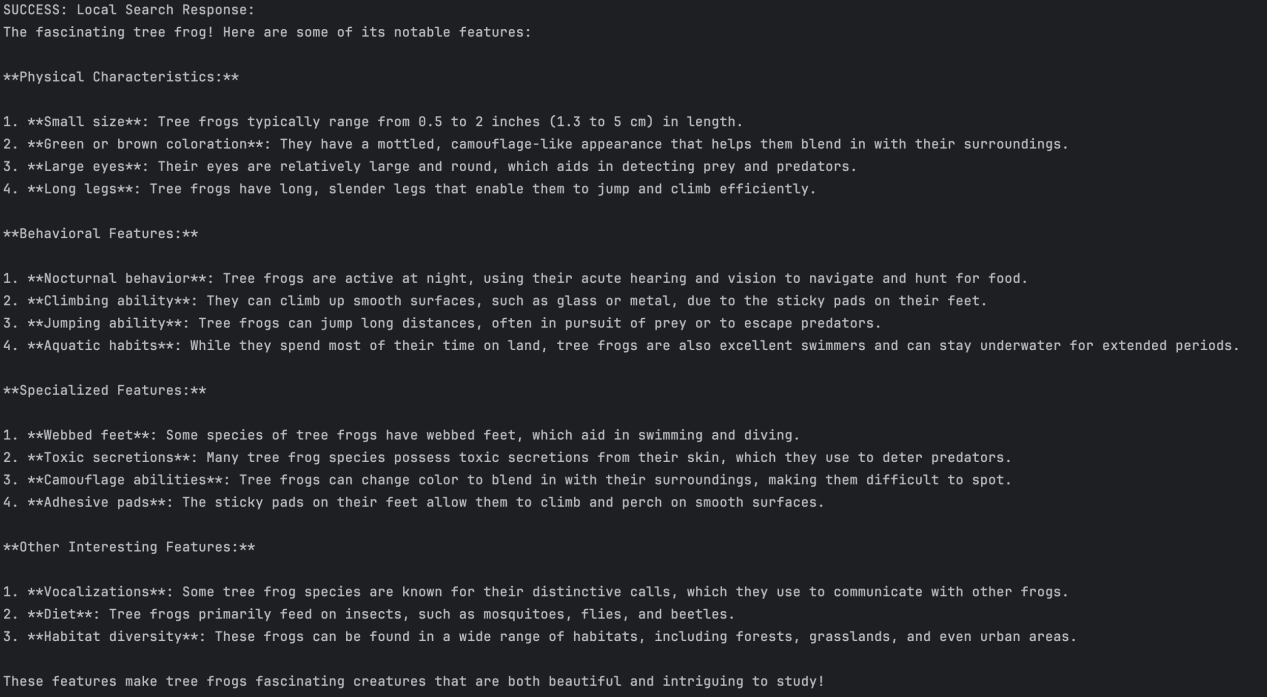 SUCCESS: Local Search Response:
The fascinating tree frog! Here are some of its notable features:
**Physical Characteristics:**
1. **Small size**: Tree frogs typically range from 0.5 to 2 inches (1.3 to 5 cm) in length.
2. **Green or brown coloration**: They have a mottled, camouflage-like appearance that helps them blend in with their surroundings.
3. **Large eyes**: Their eyes are relatively large and round, which aids in detecting prey and predators.
4. **Long legs**: Tree frogs have long, slender legs that enable them to jump and climb efficiently.
**Behavioral Features:**
1. **Nocturnal behavior**: Tree frogs are active at night, using their acute hearing and vision to navigate and hunt for food.
2. **Climbing ability**: They can climb up smooth surfaces, such as glass or metal, due to the sticky pads on their feet.
3. **Jumping ability**: Tree frogs can jump long distances, often in pursuit of prey or to escape predators.
4. **Aquatic habits**: While they spend most of their time on land, tree frogs are also excellent swimmers and can stay underwater for extended periods.
**Specialized Features:**
1. **Webbed feet**: Some species of tree frogs have webbed feet, which aid in swimming and diving.
2. **Toxic secretions**: Many tree frog species possess toxic secretions from their skin, which they use to deter predators.
3. **Camouflage abilities**: Tree frogs can change color to blend in with their surroundings, making them difficult to spot.
4. **Adhesive pads**: The sticky pads on their feet allow them to climb and perch on smooth surfaces.
**Other Interesting Features:**
1. **Vocalizations**: Some tree frog species are known for their distinctive calls, which they use to communicate with other frogs.
2. **Diet**: Tree frogs primarily feed on insects, such as mosquitoes, flies, and beetles.
3. **Habitat diversity**: These frogs can be found in a wide range of habitats, including forests, grasslands, and even urban areas.
These features make tree frogs fascinating creatures that are both beautiful and intriguing to study!